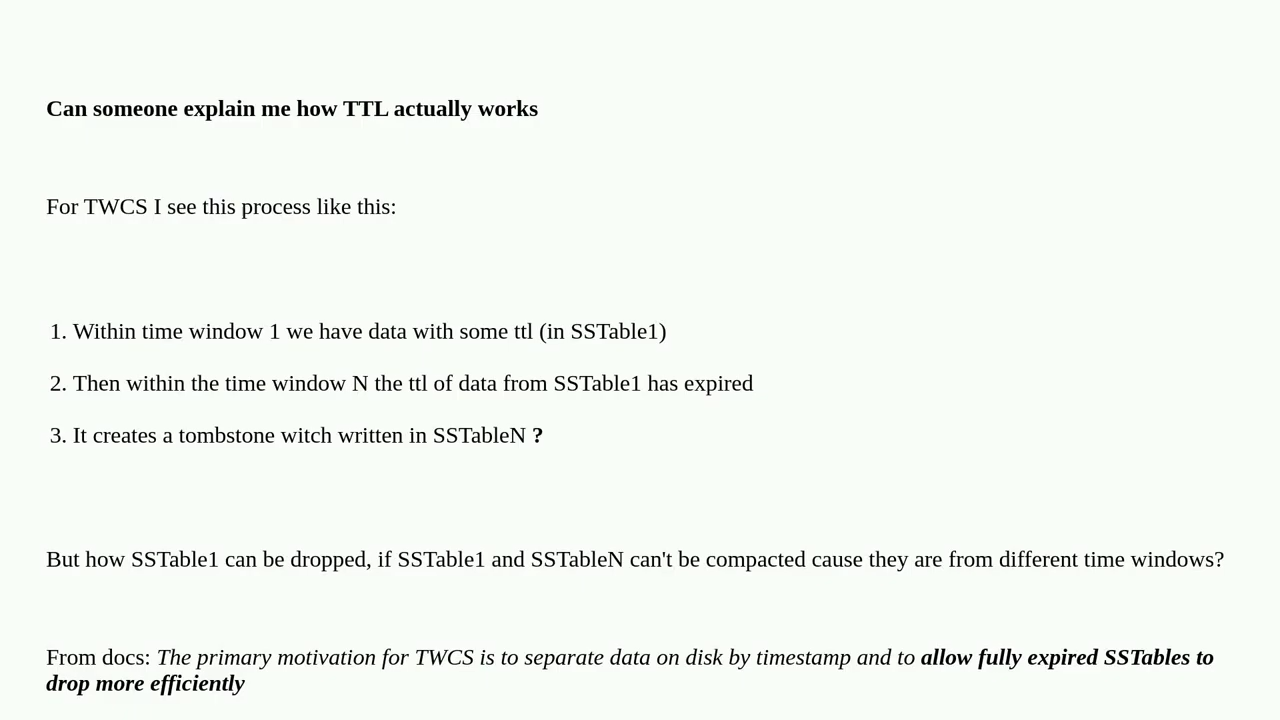 Can someone explain me how TTL actually works
For TWCS I see this process like this:
1. Within time window 1 we have data with some ttl (in SSTable1)
2. Then within the time window N the ttl of data from SSTable1 has expired
3. It creates a tombstone witch written in SSTableN ?
But how SSTable1 can be dropped, if SSTable1 and SSTableN can't be compacted cause they are from different time windows?
From docs: The primary motivation for TWCS is to separate data on disk by timestamp and to allow fully expired SSTables to
drop more efficiently